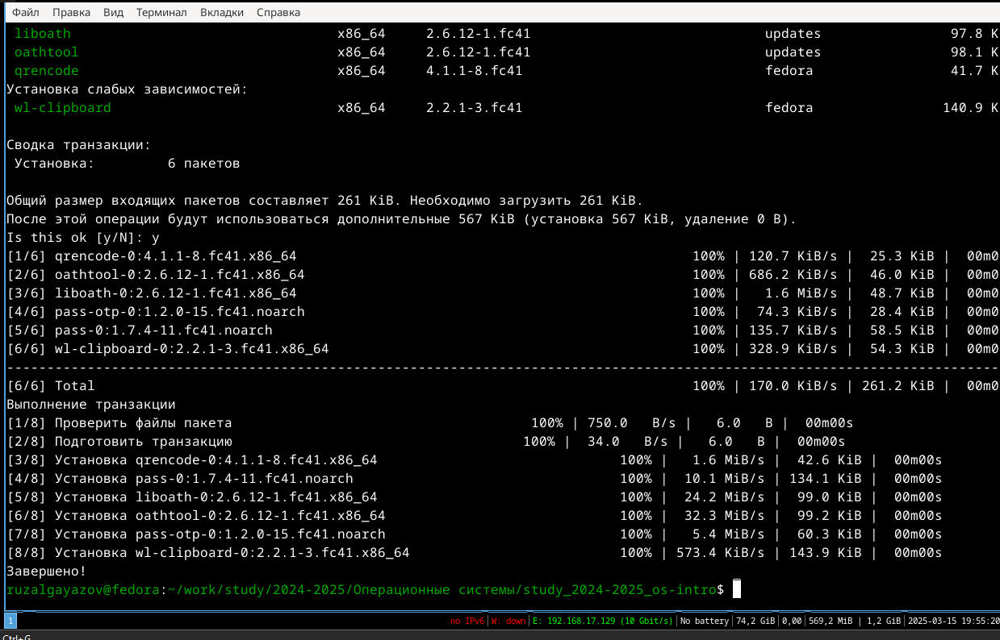 Файл Правка Вид Терминал Вкладки Справка
liboath x86_64 2.6.12-1.fc41 updates 97.8 K
oathtool x86_64 2.6.12-1.fc41 updates 98.1 K
qrencode x86_64 4.1.1-8.fc41 fedora 41.7 K
Установка слабых зависимостей:
wl-clipboard x86_64 2.2.1-3.fc41 fedora 140.9 K
Сводка транзакции:
Установка: 6 пакетов
Общий размер входящих пакетов составляет 261 KiB. Необходимо загрузить 261 KiB.
После этой операции будут использоваться дополнительные 567 KiB (установка 567 KiB, удаление 0 B).
Is this ok [y/N]: y
[1/6] qrencode-0:4.1.1-8.fc41.x86_64 100% | 120.7 KiB/s | 25.3 KiB | 00m0
[2/6] oathtool-0:2.6.12-1.fc41.x86_64 100% | 686.2 KiB/s | 46.0 KiB | 00m0
[3/6] liboath-0:2.6.12-1.fc41.x86_64 100% | 1.6 MiB/s | 48.7 KiB | 00m0
[4/6] pass-otp-0:1.2.0-15.fc41.noarch 100% | 74.3 KiB/s | 28.4 KiB | 00m0
[5/6] pass-0:1.7.4-11.fc41.noarch 100% | 135.7 KiB/s | 58.5 KiB | 00m0
[6/6] wl-clipboard-0:2.2.1-3.fc41.x86_64 100% | 328.9 KiB/s | 54.3 KiB | 00m0
---------------------------------------------------------------------------------------------------------------------------
[6/6] Total 100% | 170.0 KiB/s | 261.2 KiB | 00m0
Выполнение транзакции
[1/8] Проверить файлы пакета 100% | 750.0 B/s | 6.0 B | 00m00s
[2/8] Подготовить транзакцию 100% | 34.0 B/s | 6.0 B | 00m00s
[3/8] Установка qrencode-0:4.1.1-8.fc41.x86_64 100% | 1.6 MiB/s | 42.6 KiB | 00m00s
[4/8] Установка pass-0:1.7.4-11.fc41.noarch 100% | 10.1 MiB/s | 134.1 KiB | 00m00s
[5/8] Установка liboath-0:2.6.12-1.fc41.x86_64 100% | 24.2 MiB/s | 99.0 KiB | 00m00s
[6/8] Установка oathtool-0:2.6.12-1.fc41.x86_64 100% | 32.3 MiB/s | 99.2 KiB | 00m00s
[7/8] Установка pass-otp-0:1.2.0-15.fc41.noarch 100% | 5.4 MiB/s | 60.3 KiB | 00m00s
[8/8] Установка wl-clipboard-0:2.2.1-3.fc41.x86_64 100% | 573.4 KiB/s | 143.9 KiB | 00m00s
Завершено!
ruzalgayazov@fedora:~/work/study/2024-2025/Операционные системы/study_2024-2025_os-intro$
1 no IPv6 | W: down | E: 192.168.17.129 (10 Gbit/s) | No battery | 74,2 GiB | 0,00 | 569,2 MiB | 1,2 GiB | 2025-03-15 19:55:20
Ctrl+G